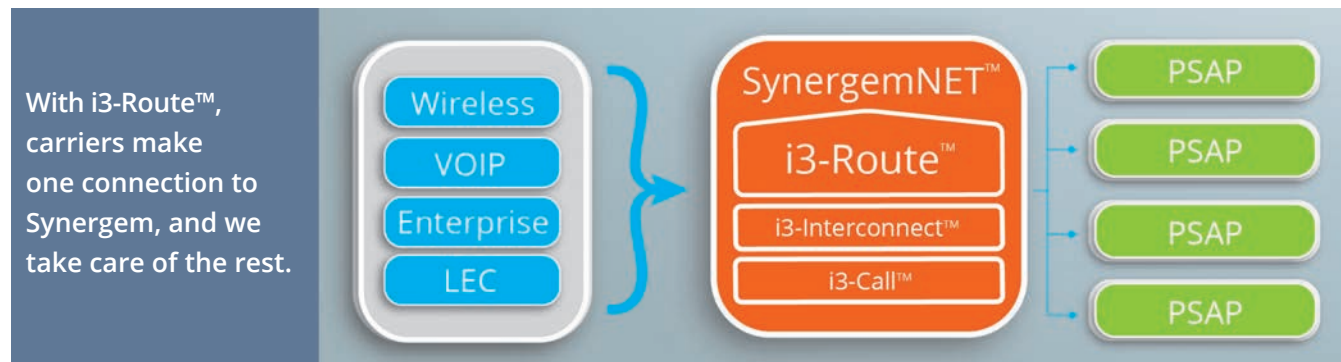 With i3-Route™,
carriers make
one connection to
Synergem, and we
take care of the rest.
Wireless
VOIP
Enterprise
LEC
SynergemNET™
i3-Route™
i3-Interconnect™
i3-Call™
PSAP
PSAP
PSAP
PSAP